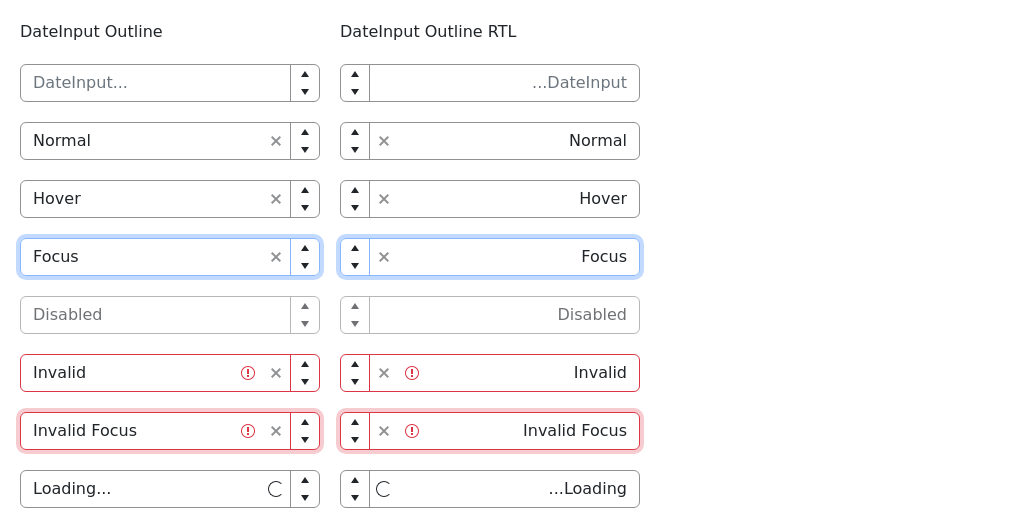 DateInput Outline
DateInput...
Normal
Hover
Focus
Disabled
Invalid
Invalid Focus
Loading...
DateInput Outline RTL
...DateInput
Normal
Hover
Focus
Disabled
Invalid
Invalid Focus
...Loading